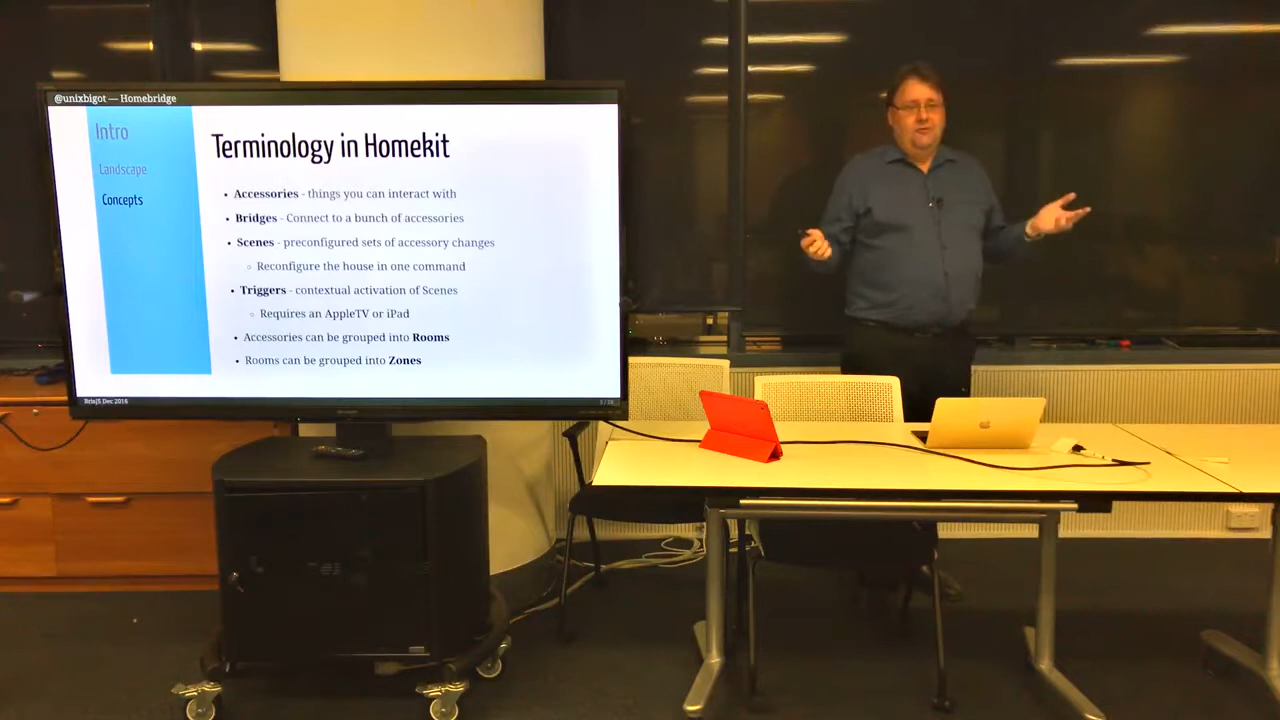 @unixbigot — Homebridge
Intro
Landscape
Concepts
Terminology in Homekit
• Accessories - things you can interact with
• Bridges - Connect to a bunch of accessories
• Scenes - preconfigured sets of accessory changes
◦ Reconfigure the house in one command
• Triggers - contextual activation of Scenes
◦ Requires an AppleTV or iPad
• Accessories can be grouped into Rooms
• Rooms can be grouped into Zones
BrisJS Dec 2016